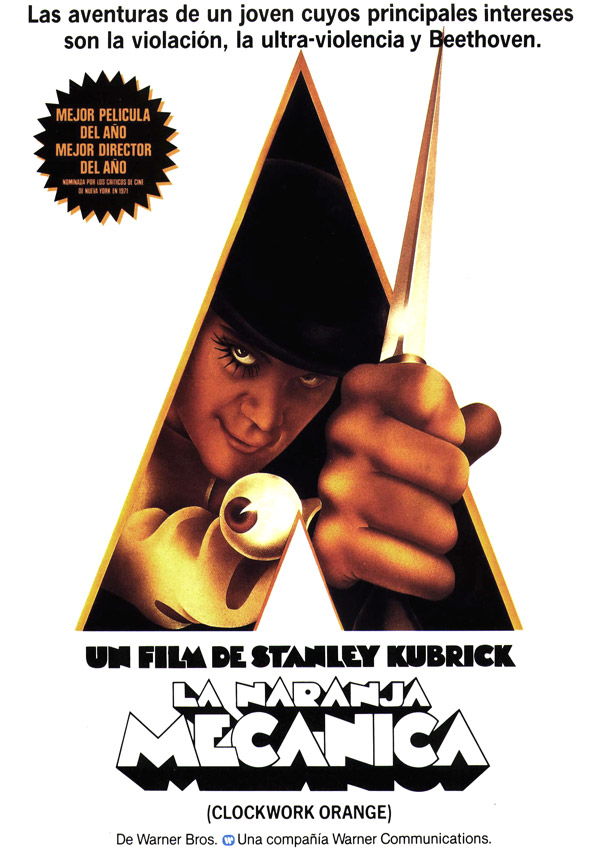 Las aventuras de un joven cuyos principales intereses
son la violación, la ultra-violencia y Beethoven.
MEJOR PELICULA
DEL AÑO
MEJOR DIRECTOR
DEL AÑO
NOMINADA POR LOS CRITICOS DE CINE
DE NUEVA YORK EN 1971
UN FILM DE STANLEY KUBRICK
LA NARANJA
MECANICA
(CLOCKWORK ORANGE)
De Warner Bros. Una compañía Warner Communications.